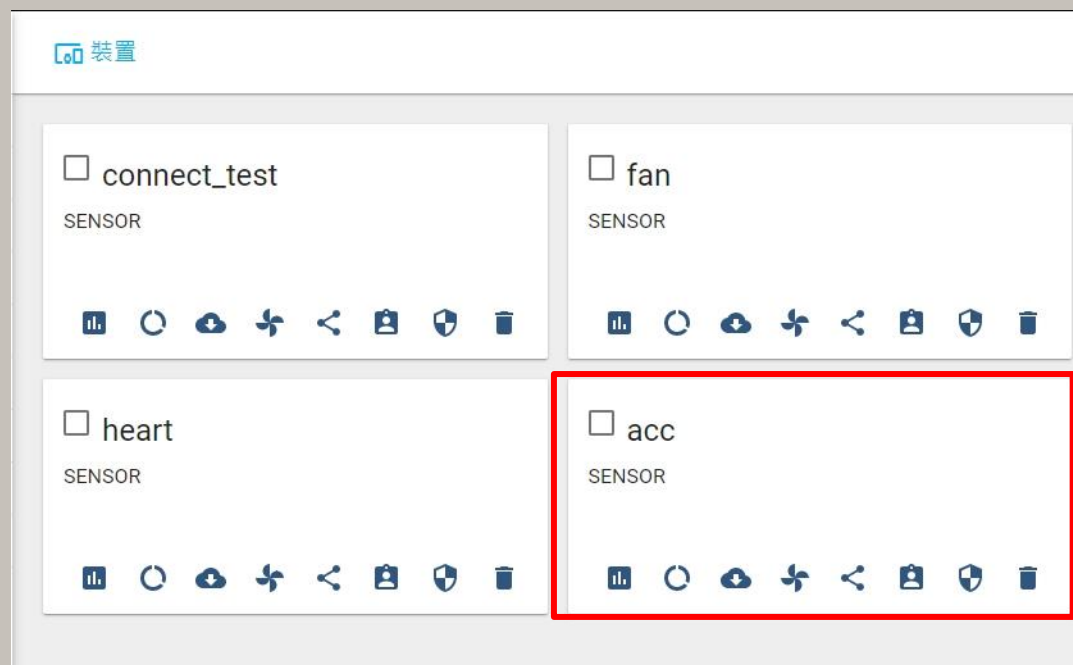 裝置
connect_test
SENSOR
fan
SENSOR
heart
SENSOR
acc
SENSOR